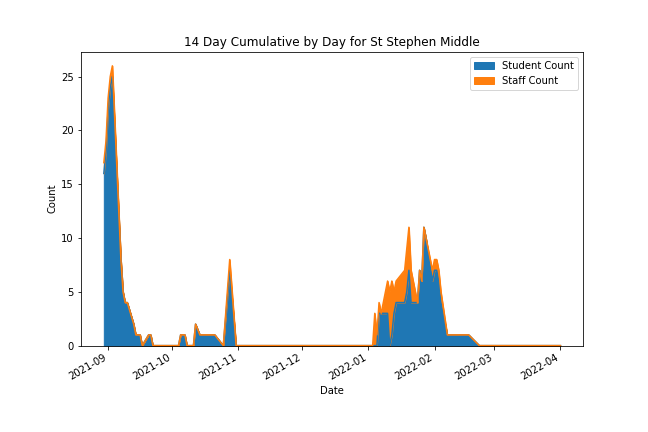 14 Day Cumulative by Day for St Stephen Middle
Student Count
Staff Count
Count
25
20
15
10
5
0
2021-09
2021-10
2021-11
2021-12
2022-01
2022-02
2022-03
2022-04
Date